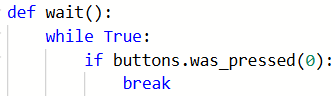 def wait():
    while True:
        if buttons.was_pressed(0):
            break